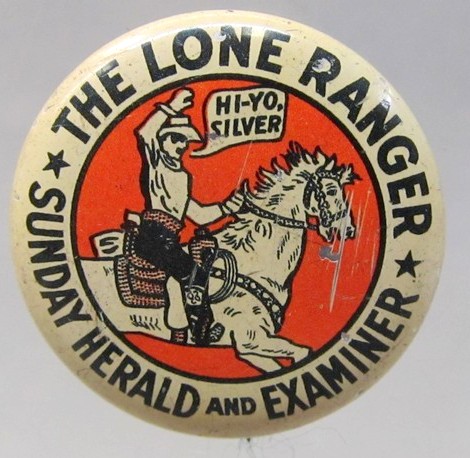 THE LONE RANGER
HI-YO,
SILVER
SUNDAY HERALD AND EXAMINER